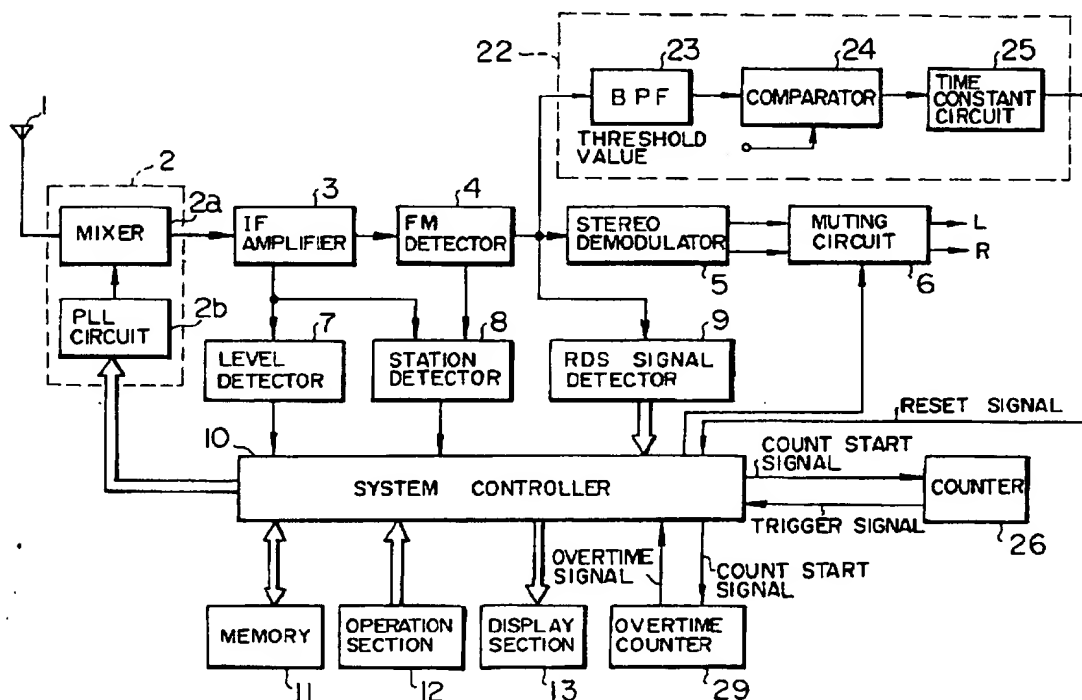 22
23
24
25
BPF
COMPARATOR
TIME
CONSTANT
CIRCUIT
THRESHOLD
VALUE
1
2
2a
MIXER
2b
PLL
CIRCUIT
3
IF
AMPLIFIER
4
FM
DETECTOR
STEREO
DEMODULATOR
5
MUTING
CIRCUIT
6
L
R
7
LEVEL
DETECTOR
8
STATION
DETECTOR
9
RDS SIGNAL
DETECTOR
RESET SIGNAL
10
SYSTEM CONTROLLER
COUNT START
SIGNAL
COUNTER
26
TRIGGER SIGNAL
OVERTIME
SIGNAL
COUNT START
SIGNAL
MEMORY
11
OPERATION
SECTION
12
DISPLAY
SECTION
13
OVERTIME
COUNTER
29